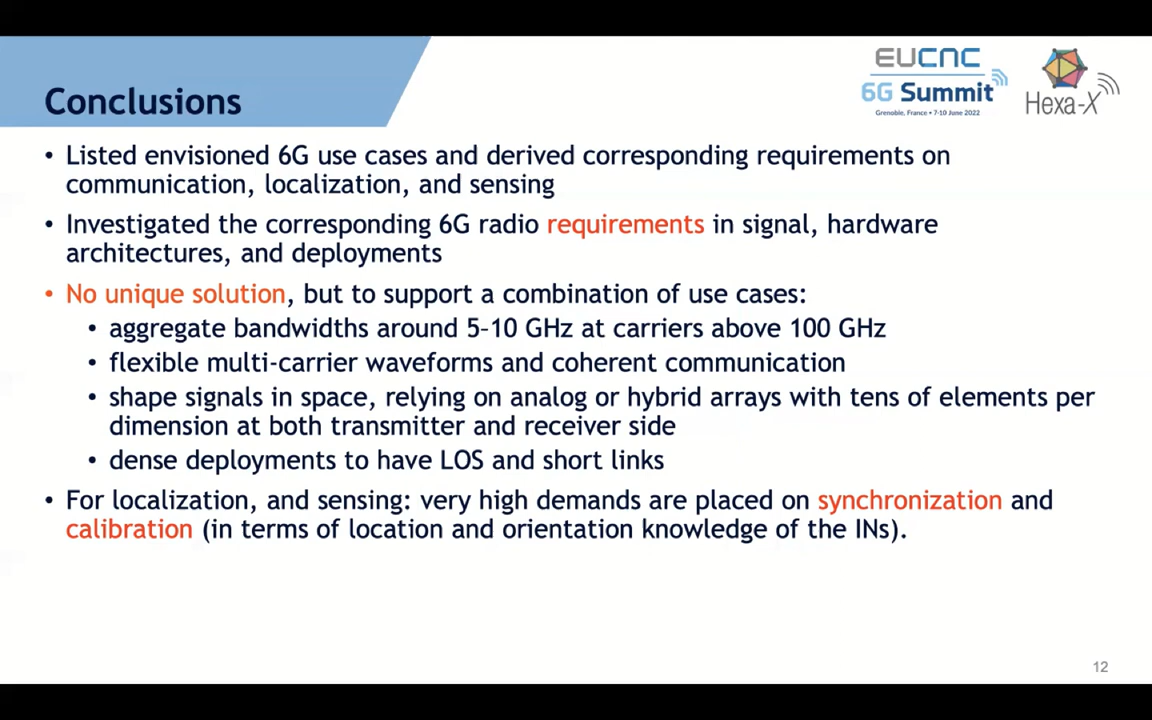 EUCNC
6G Summit
Grenoble, France • 7-10 June 2022
Hexa-X
Conclusions
• Listed envisioned 6G use cases and derived corresponding requirements on
communication, localization, and sensing
• Investigated the corresponding 6G radio requirements in signal, hardware
architectures, and deployments
• No unique solution, but to support a combination of use cases:
• aggregate bandwidths around 5–10 GHz at carriers above 100 GHz
• flexible multi-carrier waveforms and coherent communication
• shape signals in space, relying on analog or hybrid arrays with tens of elements per
dimension at both transmitter and receiver side
• dense deployments to have LOS and short links
• For localization, and sensing: very high demands are placed on synchronization and
calibration (in terms of location and orientation knowledge of the INs).
12